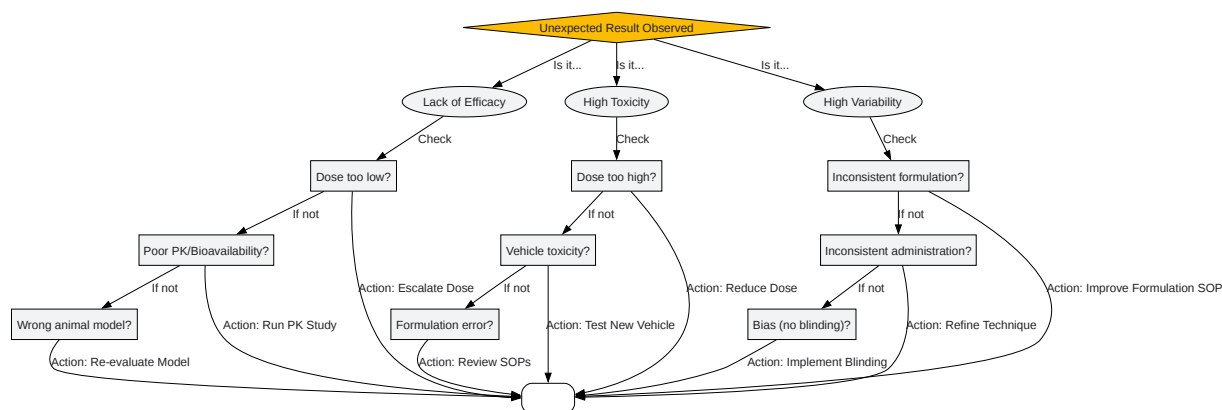 Unexpected Result Observed
Is it...
Is it...
Is it...
Lack of Efficacy
High Toxicity
High Variability
Check
Check
Check
Dose too low?
Dose too high?
Inconsistent formulation?
If not
If not
If not
Poor PK/Bioavailability?
Vehicle toxicity?
Inconsistent administration?
If not
Action: Escalate Dose
If not
Action: Reduce Dose
If not
Action: Improve Formulation SOP
Wrong animal model?
Action: Run PK Study
Formulation error?
Action: Test New Vehicle
Bias (no blinding)?
Action: Refine Technique
Action: Re-evaluate Model
Action: Review SOPs
Action: Implement Blinding